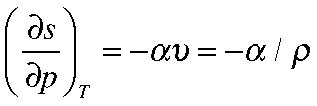 (∂s/∂p)_T = −αυ = −α / ρ